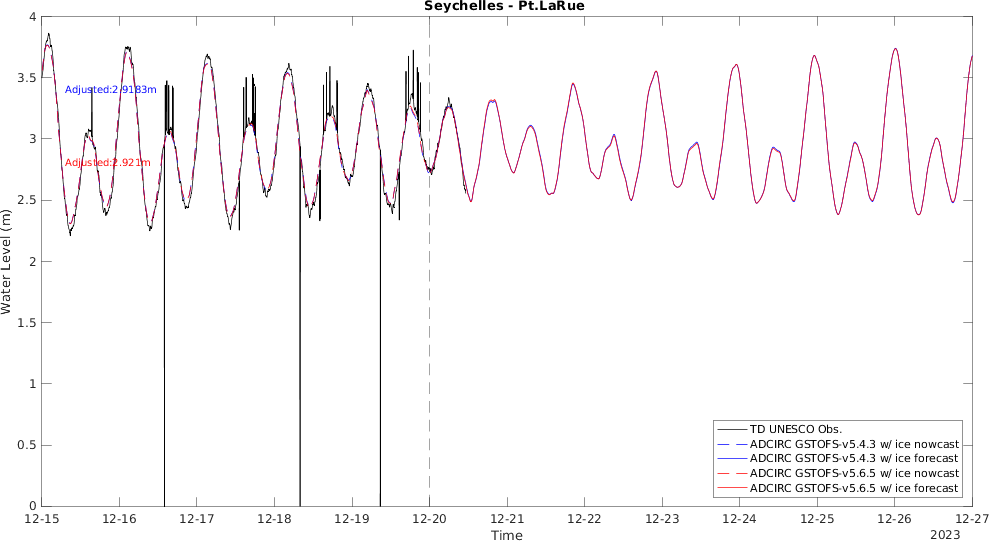 Seychelles - Pt.LaRue
4
3.5
3
2.5
2
1.5
1
0.5
0
Water Level (m)
Adjusted:2.9183m
Adjusted:2.921m
TD UNESCO Obs.
ADCIRC GSTOFS-v5.4.3 w/ ice nowcast
ADCIRC GSTOFS-v5.4.3 w/ ice forecast
ADCIRC GSTOFS-v5.6.5 w/ ice nowcast
ADCIRC GSTOFS-v5.6.5 w/ ice forecast
12-15 12-16 12-17 12-18 12-19 12-20 12-21 12-22 12-23 12-24 12-25 12-26 12-27
Time
2023